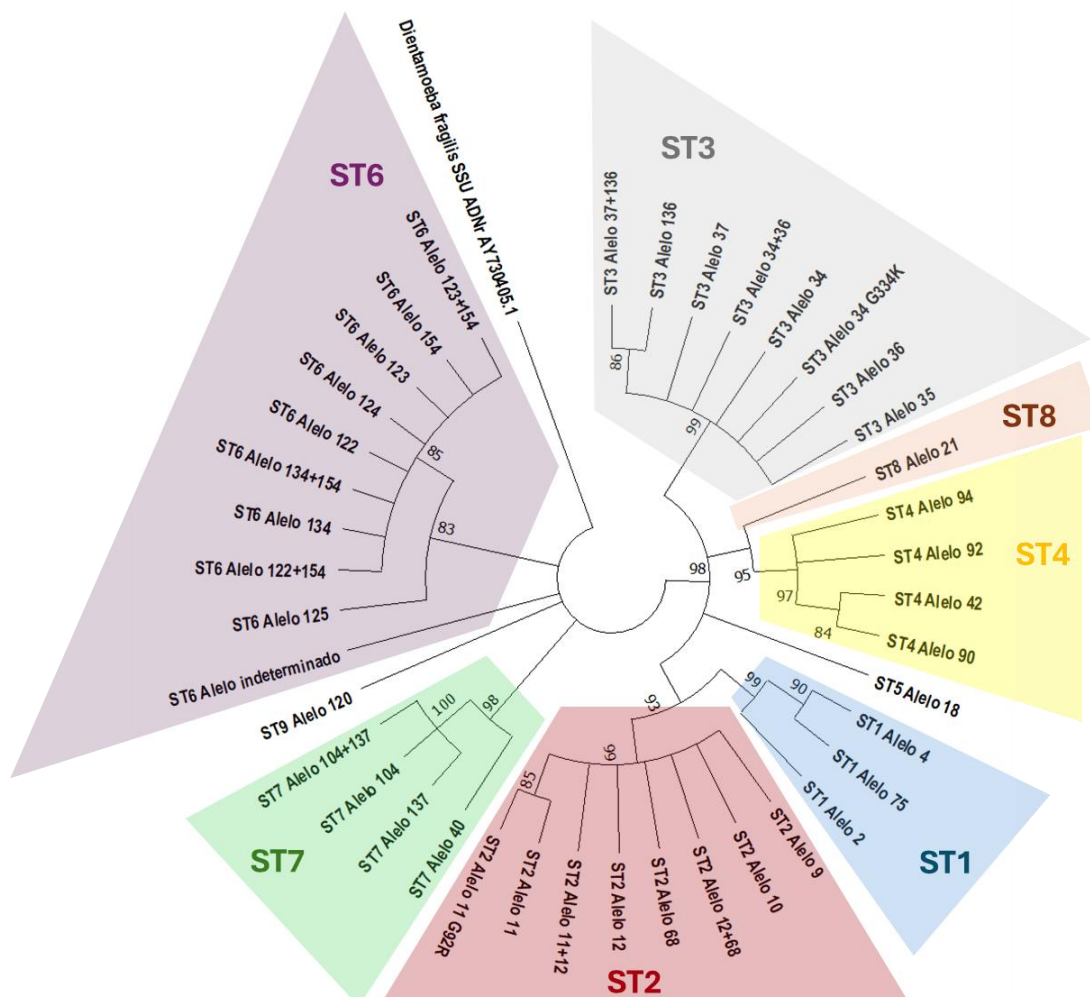 ST6
Dientamoeba fragilis SSU ADNr AY730405.1
ST6 Alelo 123+154
ST6 Alelo 154
ST6 Alelo 123
ST6 Alelo 124
ST6 Alelo 122
ST6 Alelo 134+154
ST6 Alelo 134
ST6 Alelo 122+154
ST6 Alelo 125
ST6 Alelo indeterminado
85
83
ST3
ST3 Alelo 37+136
ST3 Alelo 136
ST3 Alelo 37
ST3 Alelo 34+36
ST3 Alelo 34
ST3 Alelo 34 G334K
ST3 Alelo 36
ST3 Alelo 35
86
99
ST8
ST8 Alelo 21
ST4
ST4 Alelo 94
ST4 Alelo 92
ST4 Alelo 42
ST4 Alelo 90
98
95
97
84
ST5 Alelo 18
ST1
99
90
ST1 Alelo 4
ST1 Alelo 75
ST1 Alelo 2
93
ST2 Alelo 9
ST2 Alelo 10
ST2 Alelo 12+68
ST2 Alelo 68
ST2 Alelo 12
ST2 Alelo 11+12
ST2 Alelo 11
ST2 Alelo 11 G92R
99
85
ST2
ST9 Alelo 120
100
98
ST7 Alelo 104+137
ST7 Alelo 104
ST7 Alelo 137
ST7 Alelo 40
ST7